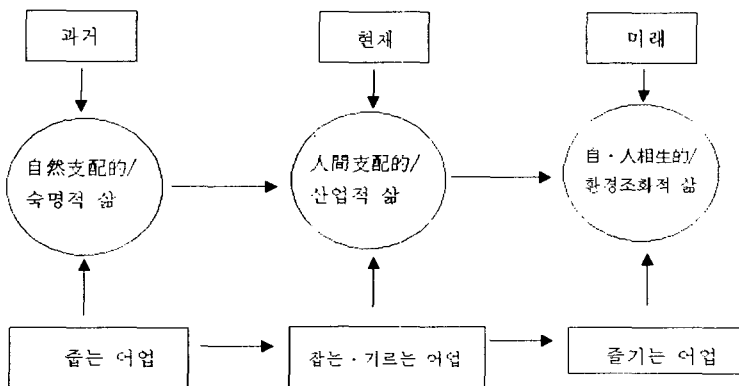 과거
현재
미래
自然支配的/
숙명적 삶
人間支配的/
산업적 삶
自·人相生的/
환경조화적 삶
줍는 어업
잡는·기르는 어업
즐기는 어업